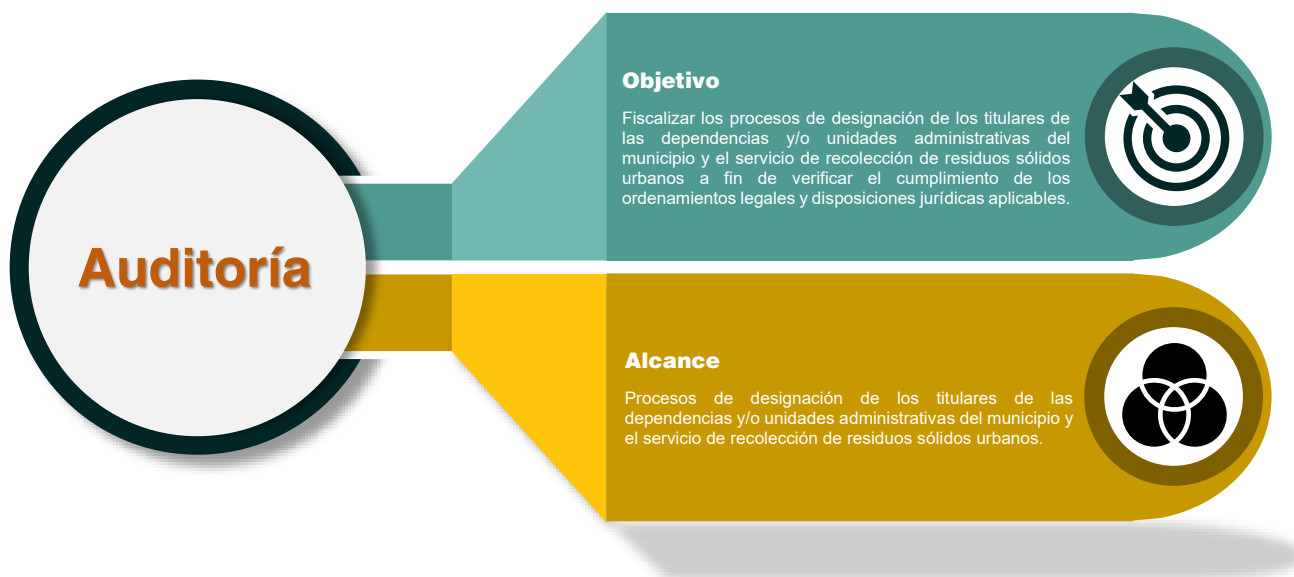 Auditoría
Objetivo
Fiscalizar los procesos de designación de los titulares de
las dependencias y/o unidades administrativas del
municipio y el servicio de recolección de residuos sólidos
urbanos a fin de verificar el cumplimiento de los
ordenamientos legales y disposiciones jurídicas aplicables.
Alcance
Procesos de designación de los titulares de las
dependencias y/o unidades administrativas del municipio y
el servicio de recolección de residuos sólidos urbanos.